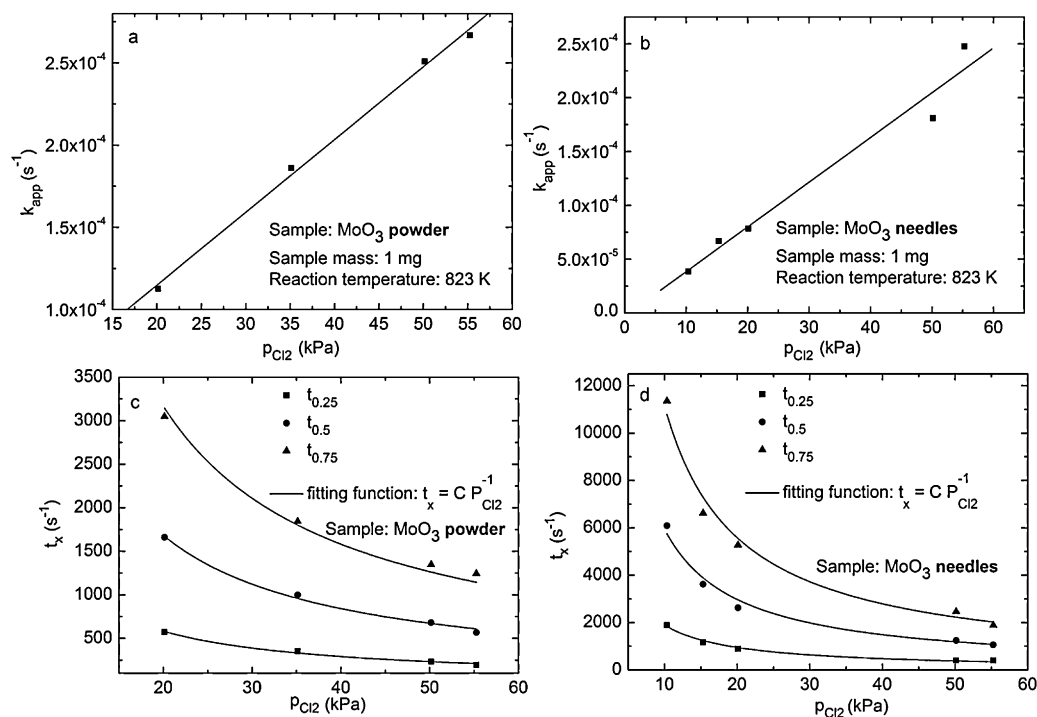 a
2.5x10⁻⁴
2.0x10⁻⁴
1.5x10⁻⁴
1.0x10⁻⁴
k_app (s⁻¹)
Sample: MoO₃ powder
Sample mass: 1 mg
Reaction temperature: 823 K
15 20 25 30 35 40 45 50 55 60
p_Cl2 (kPa)
b
2.5x10⁻⁴
2.0x10⁻⁴
1.5x10⁻⁴
1.0x10⁻⁴
5.0x10⁻⁵
0.0
k_app (s⁻¹)
Sample: MoO₃ needles
Sample mass: 1 mg
Reaction temperature: 823 K
0 10 20 30 40 50 60
p_Cl2 (kPa)
c
3500
3000
2500
2000
1500
1000
500
t_x (s⁻¹)
t_0.25
t_0.5
t_0.75
fitting function: t_x = C P_Cl2⁻¹
Sample: MoO₃ powder
20 30 40 50 60
p_Cl2 (kPa)
d
12000
10000
8000
6000
4000
2000
0
t_x (s⁻¹)
t_0.25
t_0.5
t_0.75
fitting function: t_x = C P_Cl2⁻¹
Sample: MoO₃ needles
10 20 30 40 50 60
p_Cl2 (kPa)